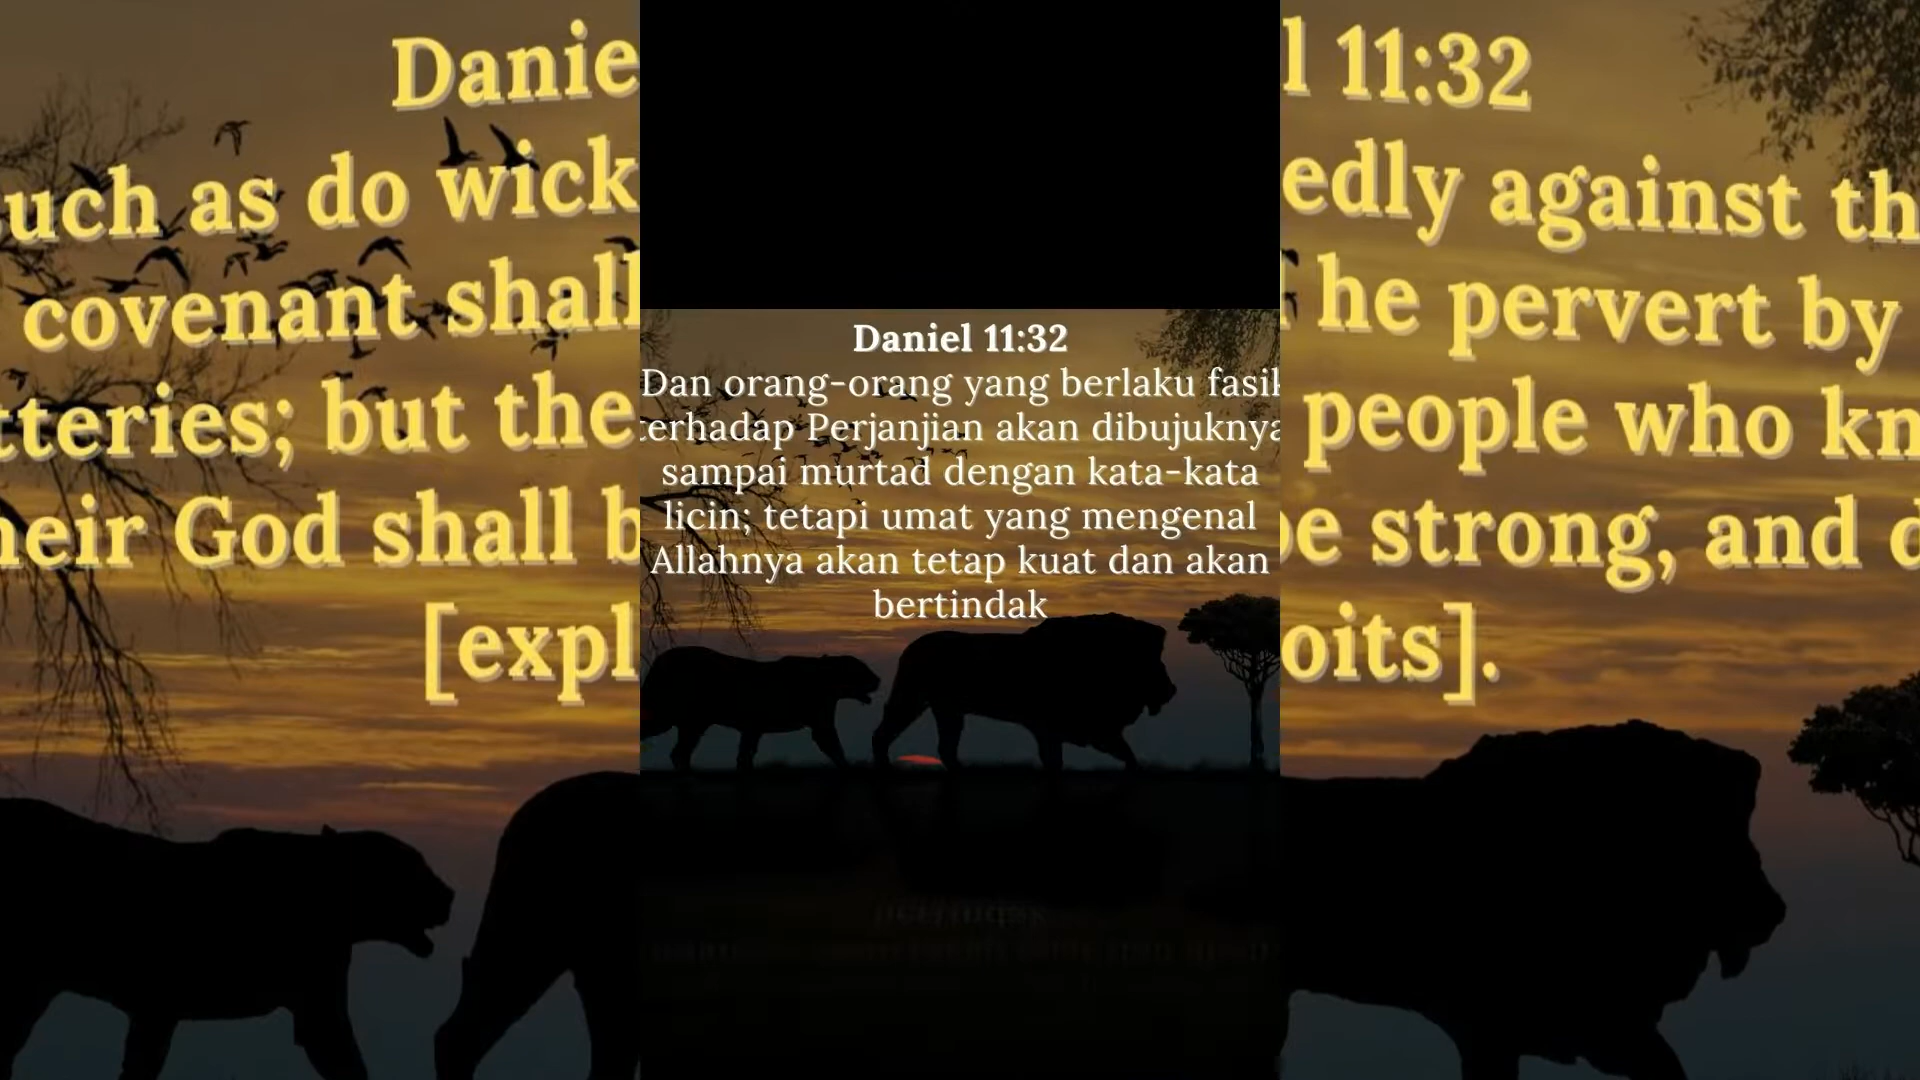 Danie l 11:32
uch as do wick edly against th
covenant shall he pervert by
tteries; but the people who kn
heir God shall b be strong, and d
[expl oits].
Daniel 11:32
Dan orang-orang yang berlaku fasik
terhadap Perjanjian akan dibujuknya
sampai murtad dengan kata-kata
licin; tetapi umat yang mengenal
Allahnya akan tetap kuat dan akan
bertindak